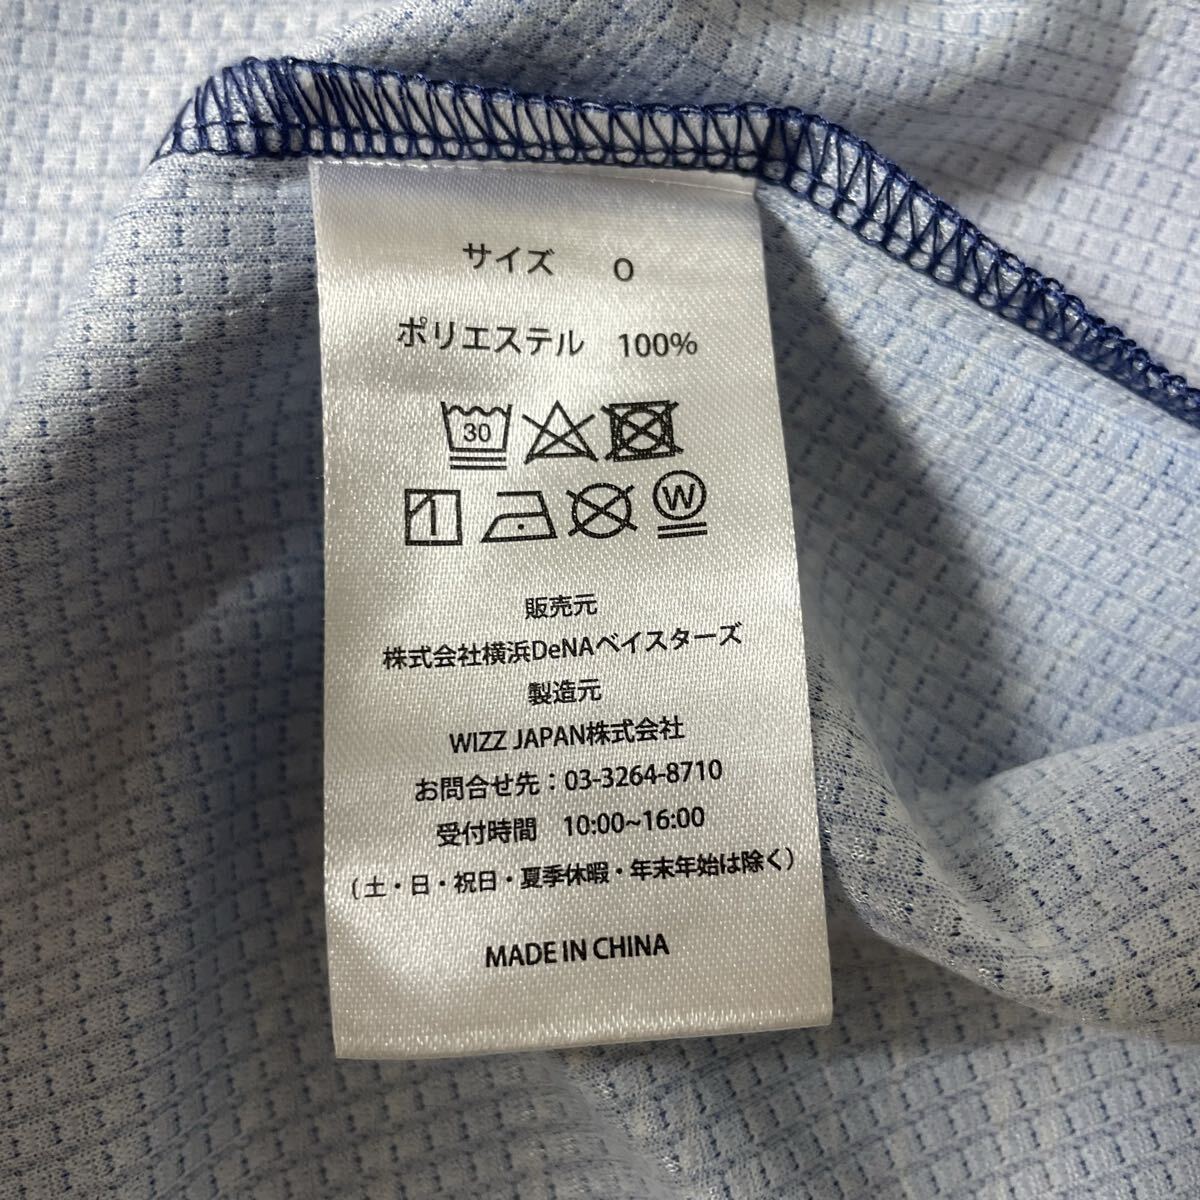 サイズ O
ポリエステル 100%
30
W
販売元
株式会社横浜DeNAベイスターズ
製造元
WIZZ JAPAN株式会社
お問合せ先：03-3264-8710
受付時間 10:00~16:00
(土・日・祝日・夏季休暇・年末年始は除く)
MADE IN CHINA